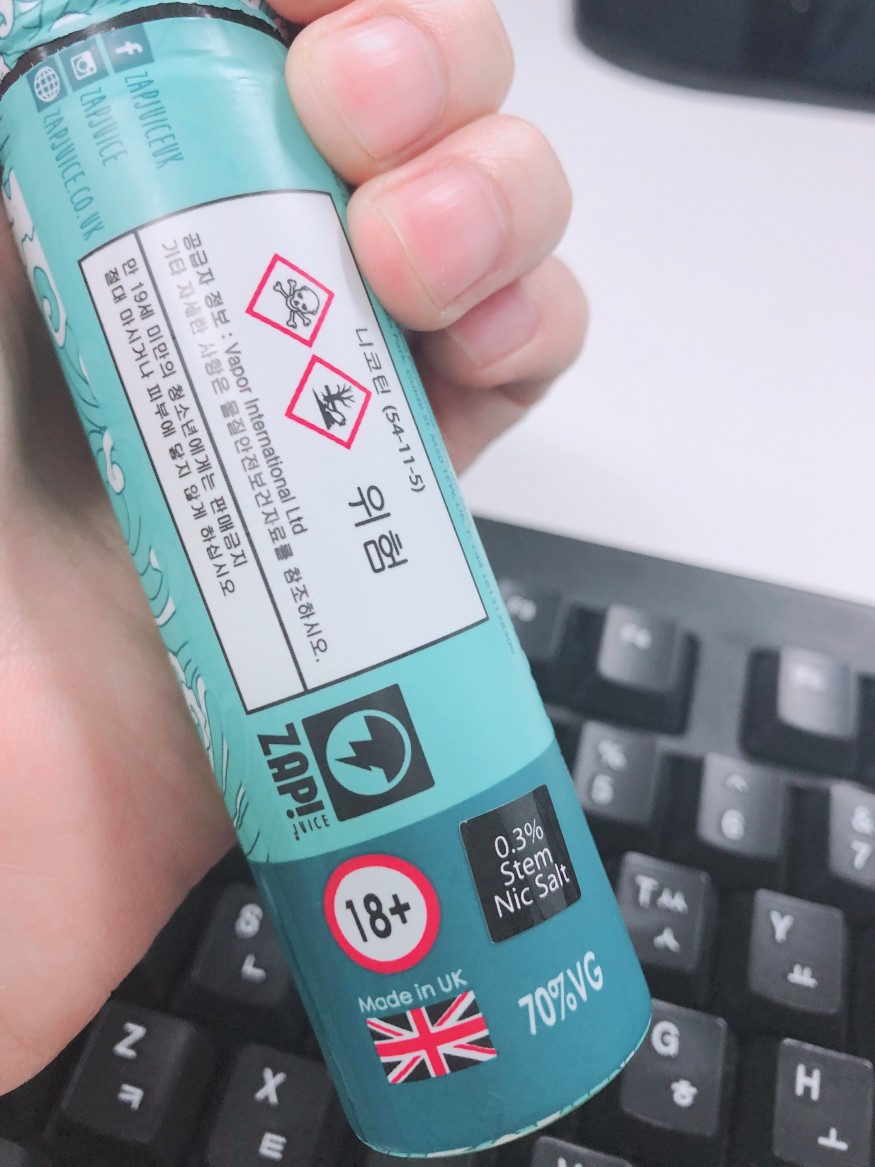 ZAPJUICEUK
ZAPJUICE
ZAPJUICE.CO.UK
니코틴 (54-11-5)
위험
공급자 정보 : Vapor International Ltd
기타 자세한 사항은 물질안전보건자료를 참조하시오.
만 19세 미만의 청소년에게는 판매금지
절대 마시거나 피부에 닿지 않게 하십시오
ZAP!
JUICE
0.3%
Stem
Nic Salt
18+
Made in UK
70%VG
F6
%
5
^
6
&
7
S
ㄴ
T ㅆ
ㅅ
Y
ㅛ
Z
ㅋ
X
ㅌ
G
ㅎ
H
ㅗ